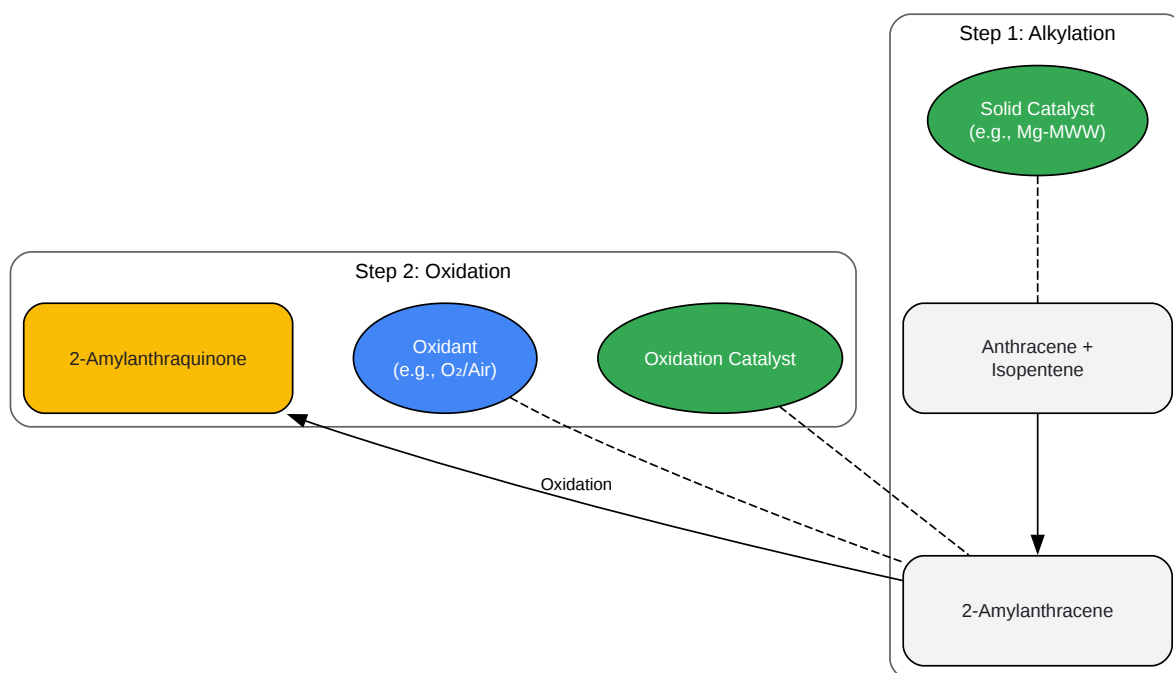 Step 1: Alkylation
Solid Catalyst
(e.g., Mg-MWW)
Step 2: Oxidation
2-Amylanthraquinone
Oxidant
(e.g., O₂/Air)
Oxidation Catalyst
Anthracene +
Isopentene
Oxidation
2-Amylanthracene